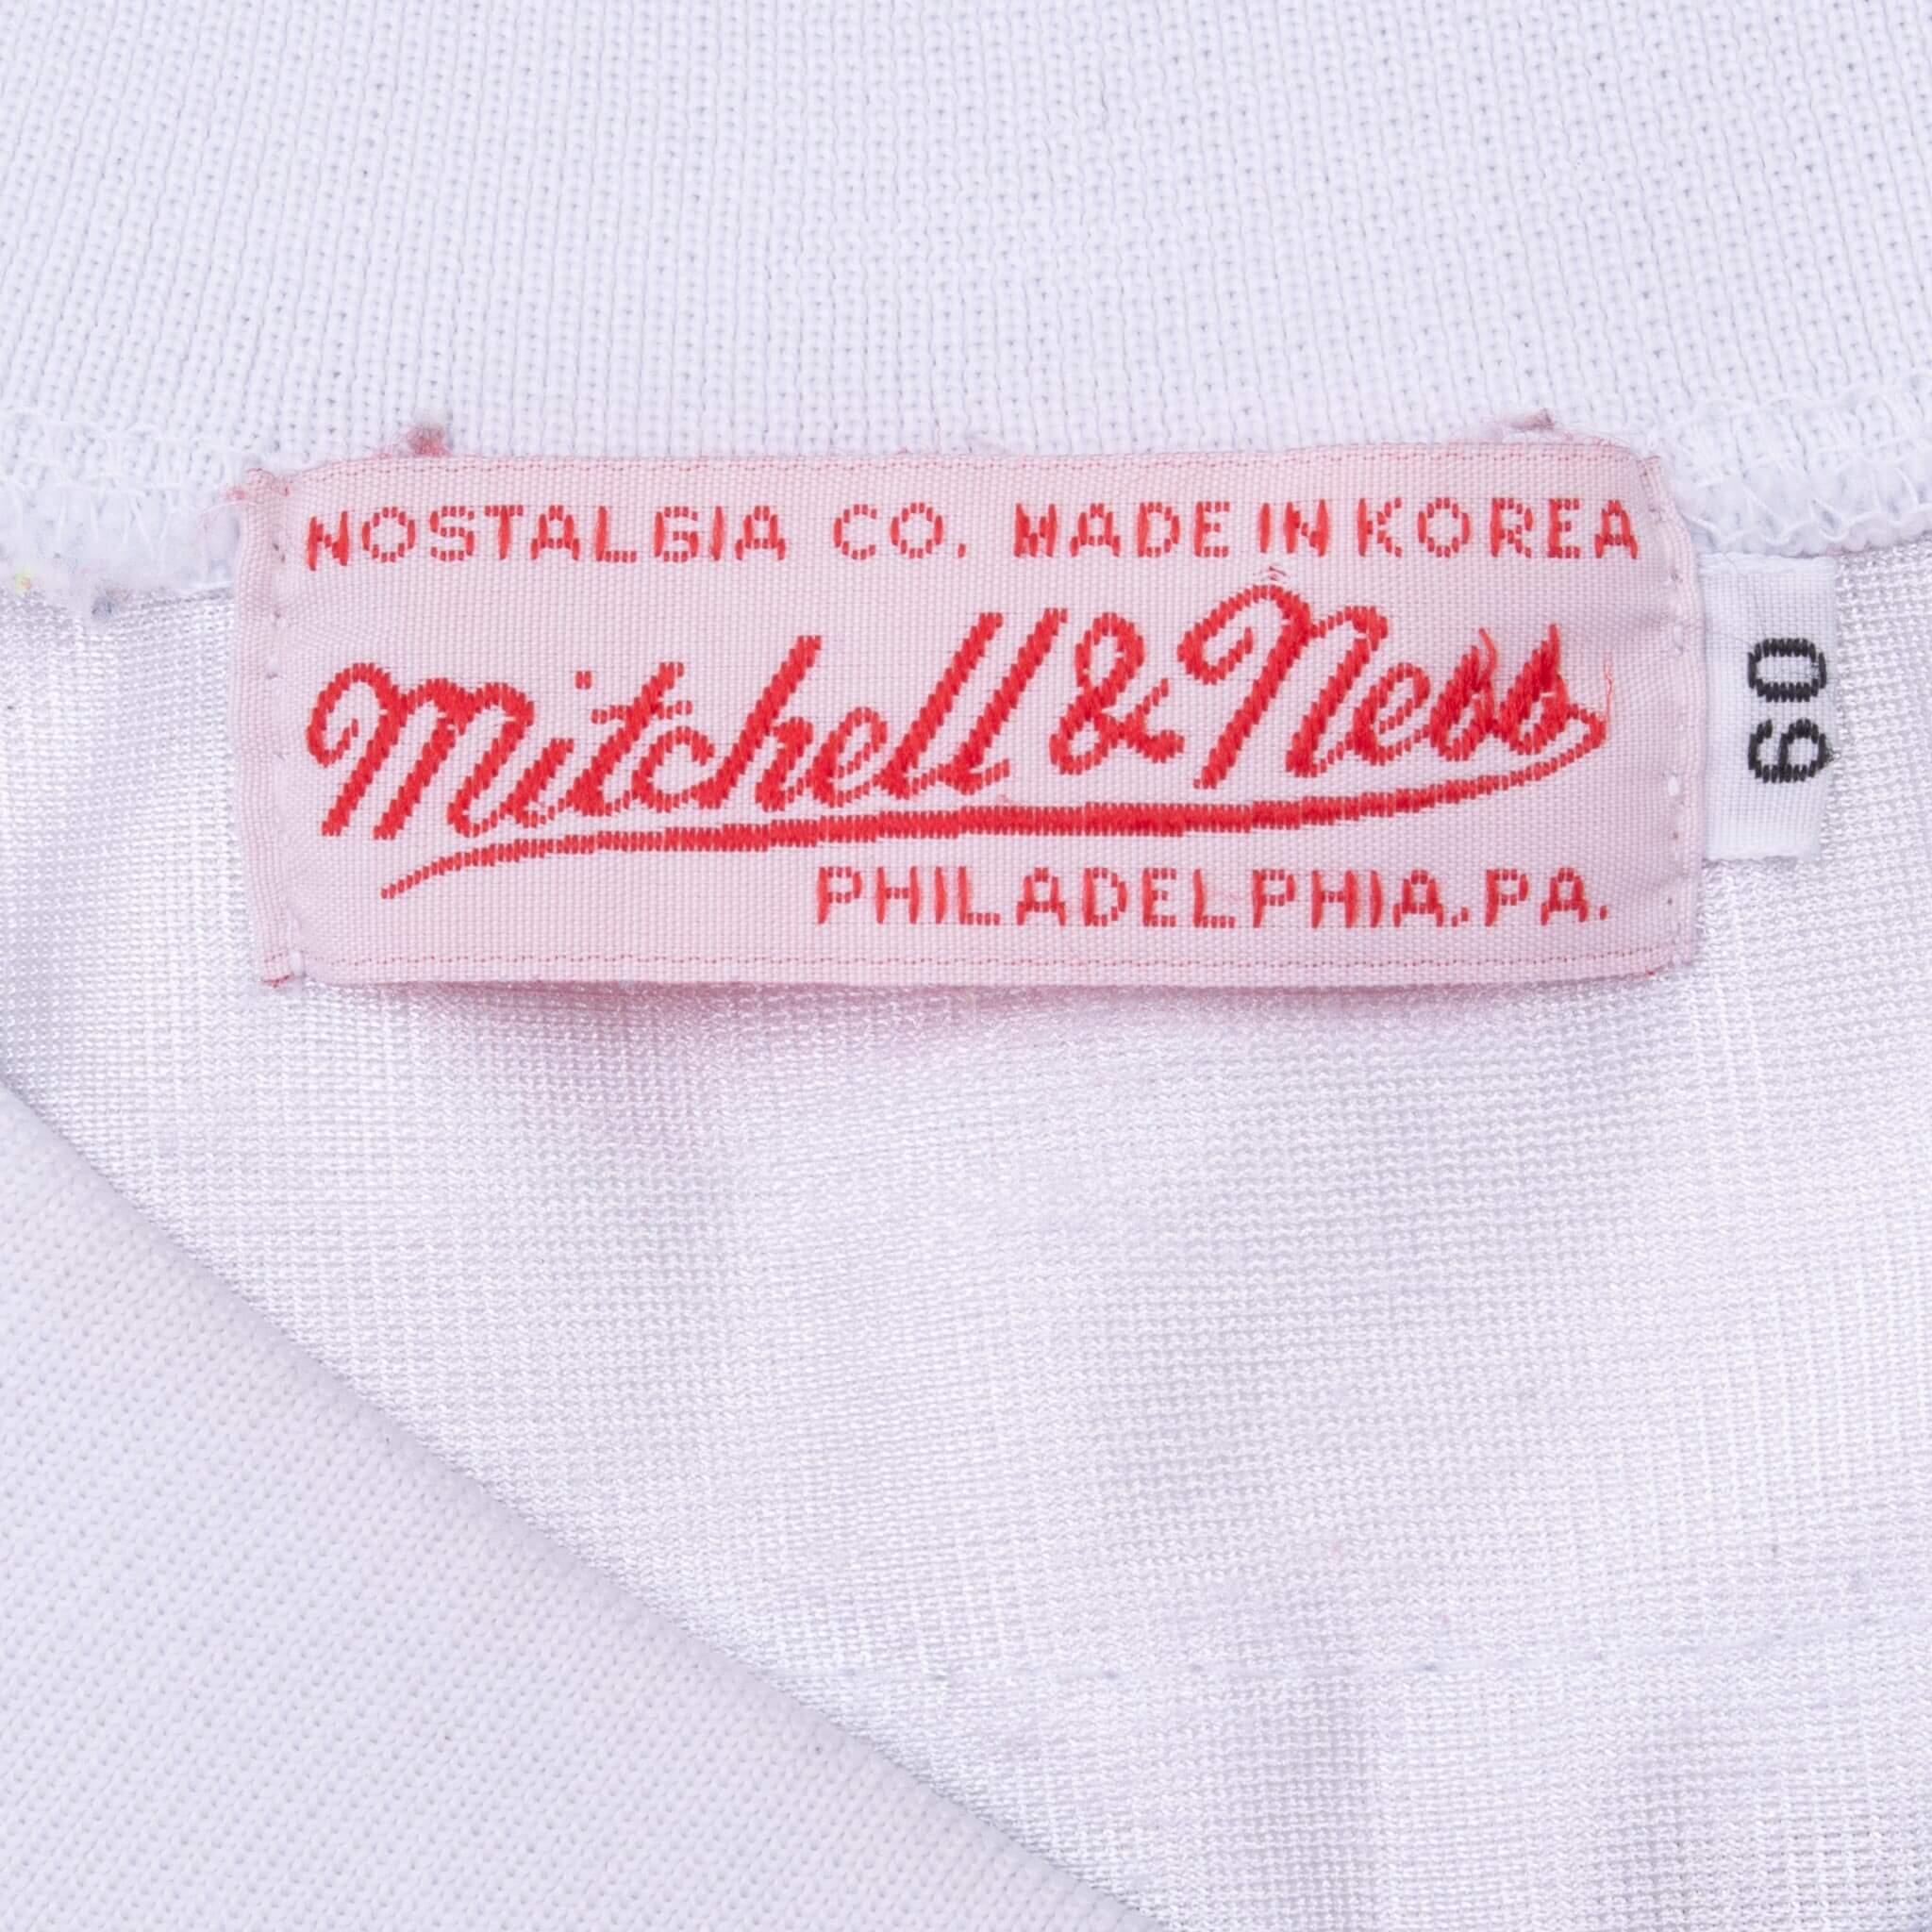 NOSTALGIA CO. MADE IN KOREA
Mitchell & Ness
PHILADELPHIA, PA.
60